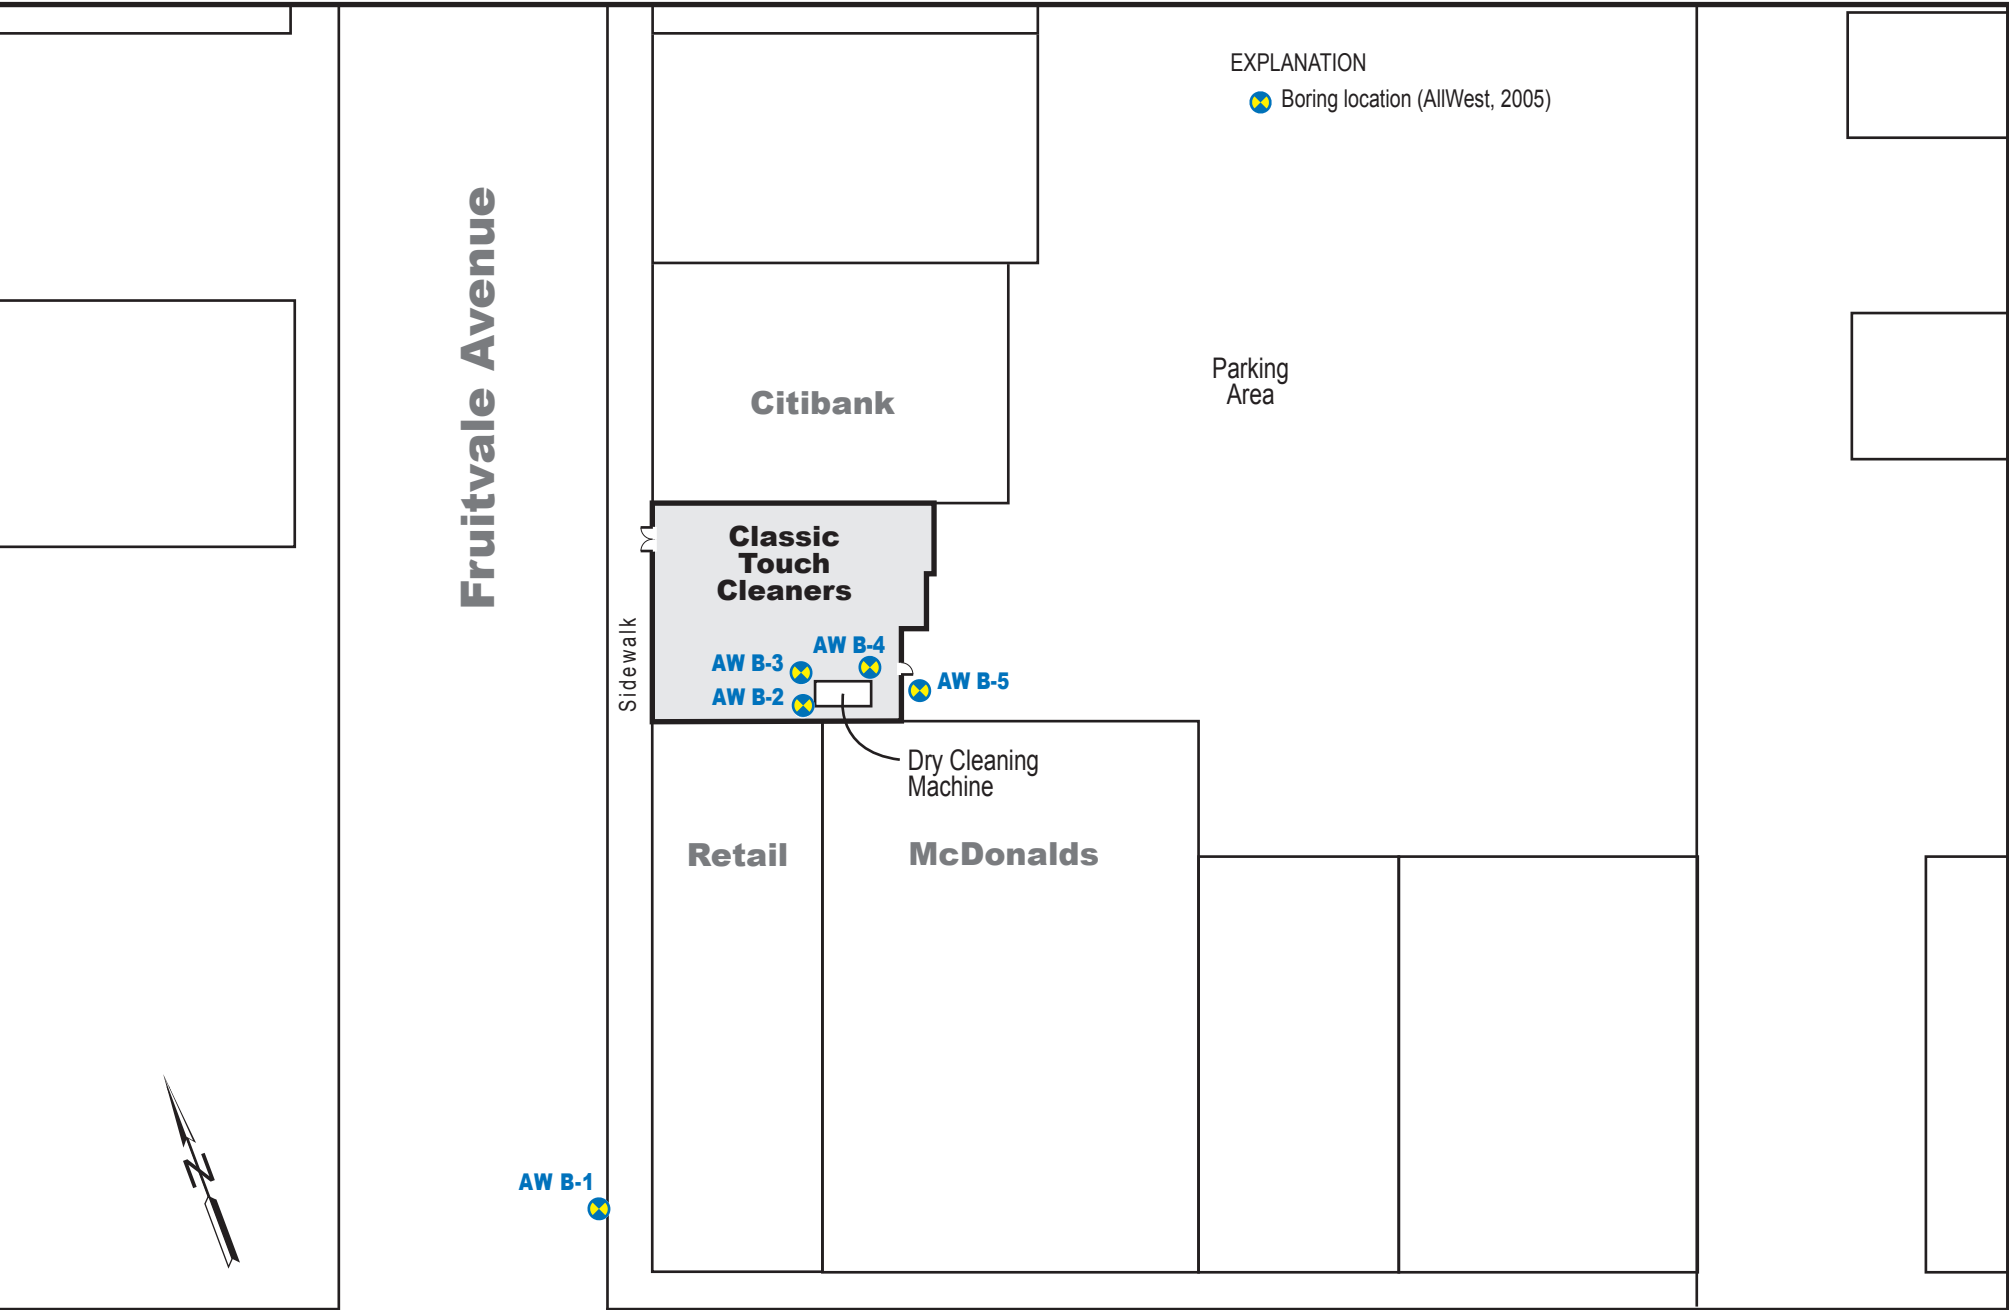 EXPLANATION
Boring location (AllWest, 2005)
Fruitvale Avenue
Citibank
Parking
Area
Classic
Touch
Cleaners
Sidewalk
AW B-4
AW B-3
AW B-5
AW B-2
Dry Cleaning
Machine
Retail
McDonalds
AW B-1
N